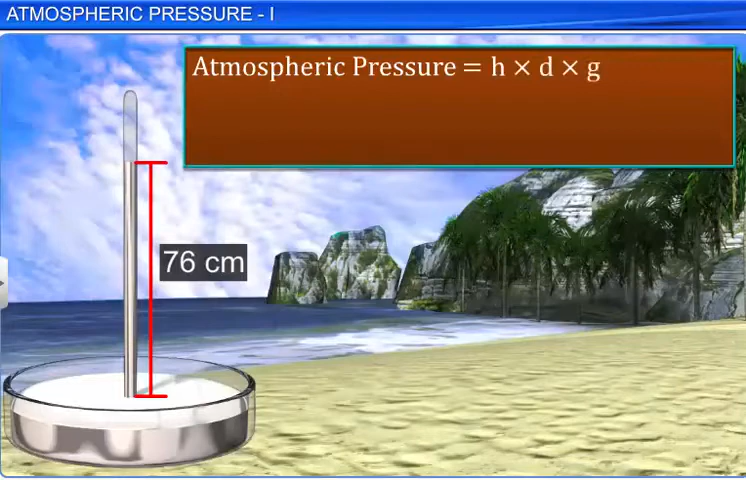 ATMOSPHERIC PRESSURE - I
Atmospheric Pressure = h × d × g
76 cm